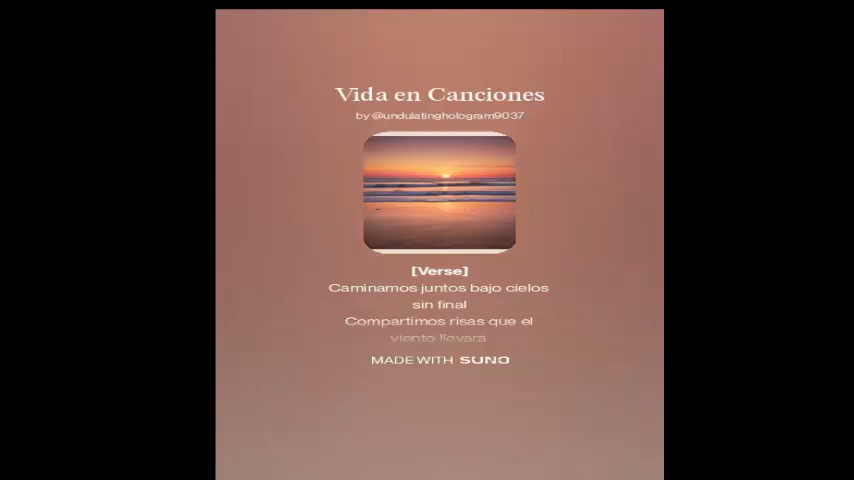 Vida en Canciones
by @undulatinghologram9037
[Verse]
Caminamos juntos bajo cielos
sin final
Compartimos risas que el
viento llevará
MADE WITH SUNO